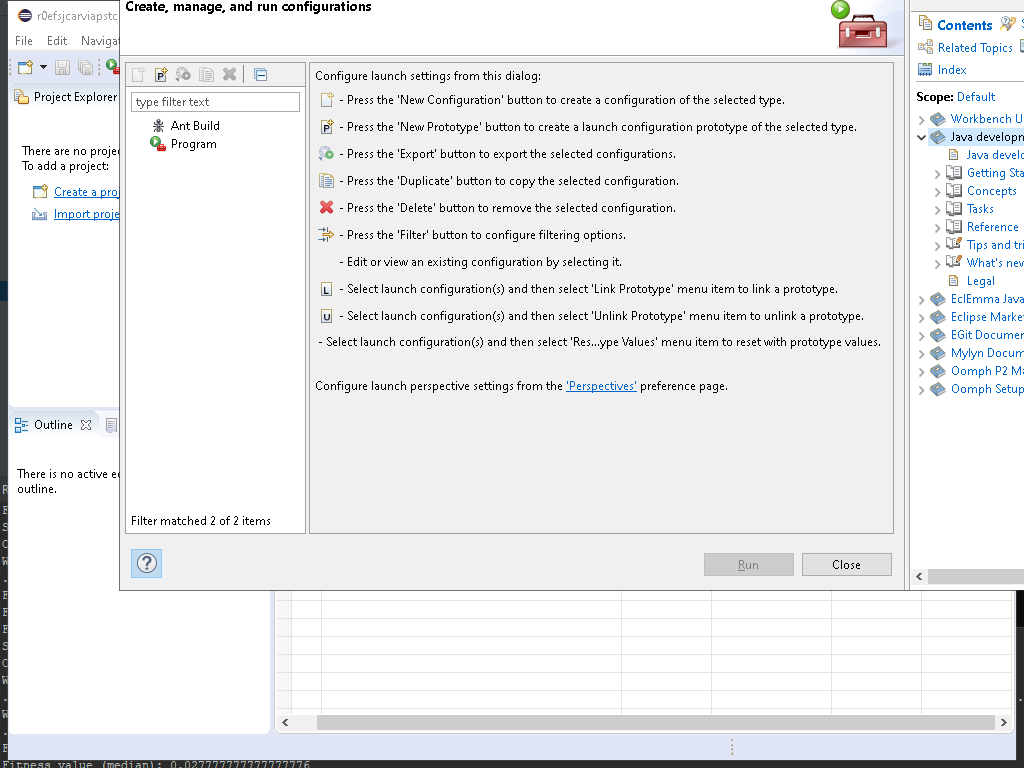 Create, manage, and run configurations
r0efsjcarviapstc
File Edit Navigat
Project Explorer
There are no projec
To add a project:
Create a proj
Import proje
Outline
There is no active ed
outline.
type filter text
Ant Build
Program
Filter matched 2 of 2 items
Configure launch settings from this dialog:
- Press the 'New Configuration' button to create a configuration of the selected type.
- Press the 'New Prototype' button to create a launch configuration prototype of the selected type.
- Press the 'Export' button to export the selected configurations.
- Press the 'Duplicate' button to copy the selected configuration.
- Press the 'Delete' button to remove the selected configuration.
- Press the 'Filter' button to configure filtering options.
- Edit or view an existing configuration by selecting it.
L - Select launch configuration(s) and then select 'Link Prototype' menu item to link a prototype.
U - Select launch configuration(s) and then select 'Unlink Prototype' menu item to unlink a prototype.
- Select launch configuration(s) and then select 'Res...ype Values' menu item to reset with prototype values.
Configure launch perspective settings from the 'Perspectives' preference page.
Run Close
Contents
Related Topics
Index
Scope: Default
Workbench U
Java developm
Java develo
Getting Sta
Concepts
Tasks
Reference
Tips and tri
What's new
Legal
EclEmma Java
Eclipse Marke
EGit Documen
Mylyn Docum
Oomph P2 Ma
Oomph Setup
Fitness value (median): 0.027777777777777776